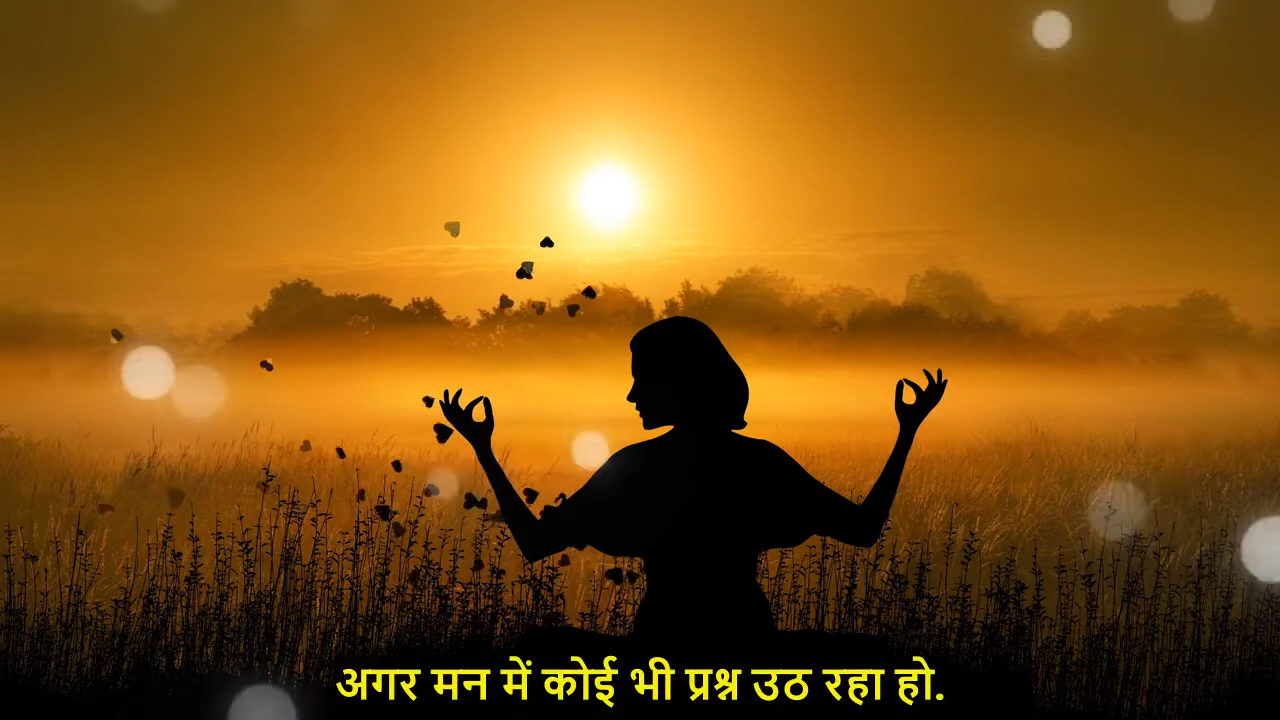 अगर मन में कोई भी प्रश्न उठ रहा हो.